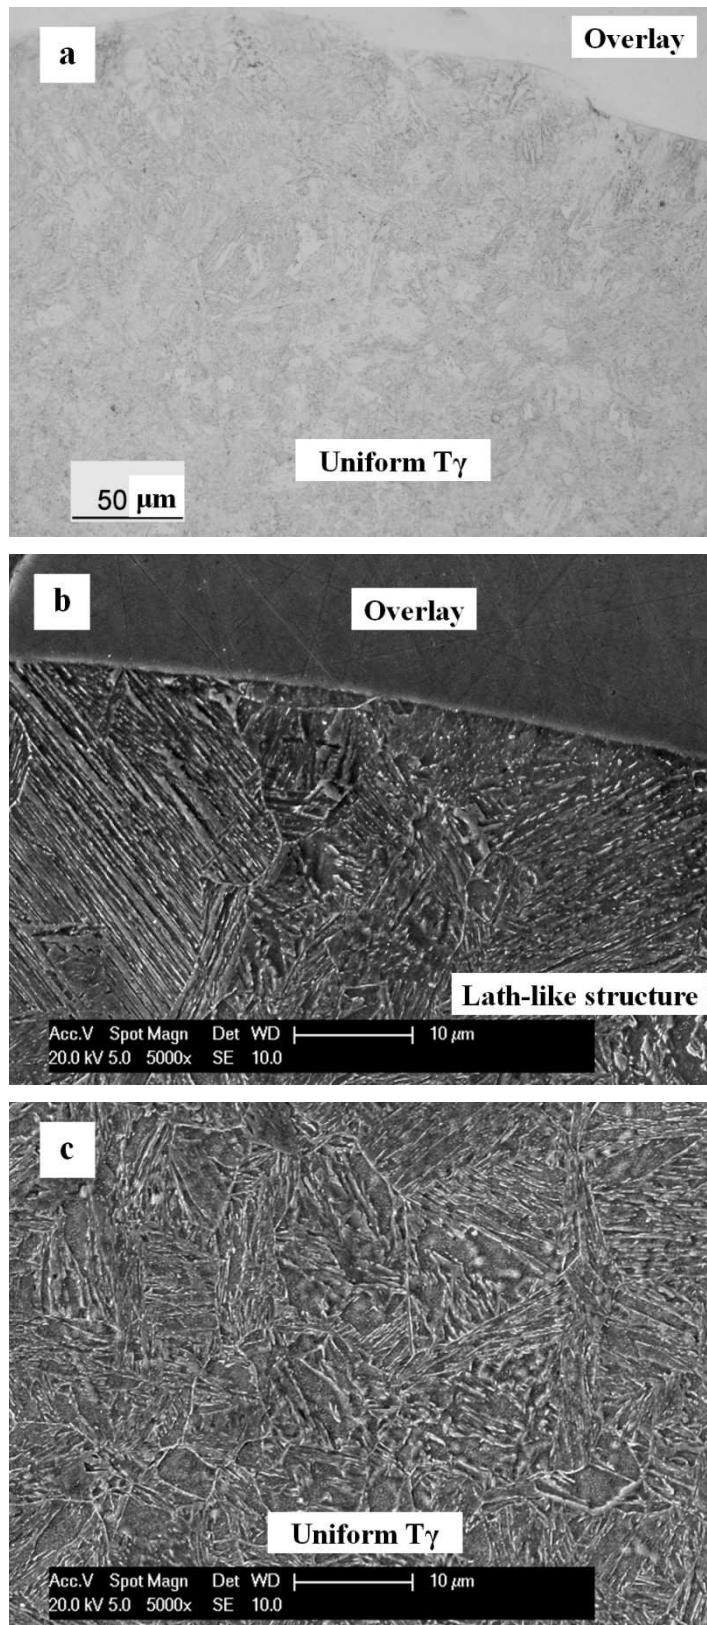 a
Overlay
Uniform Tγ
50 μm
b
Overlay
Lath-like structure
Acc.V Spot Magn Det WD 10 μm
20.0 kV 5.0 5000x SE 10.0
c
Uniform Tγ
Acc.V Spot Magn Det WD 10 μm
20.0 kV 5.0 5000x SE 10.0